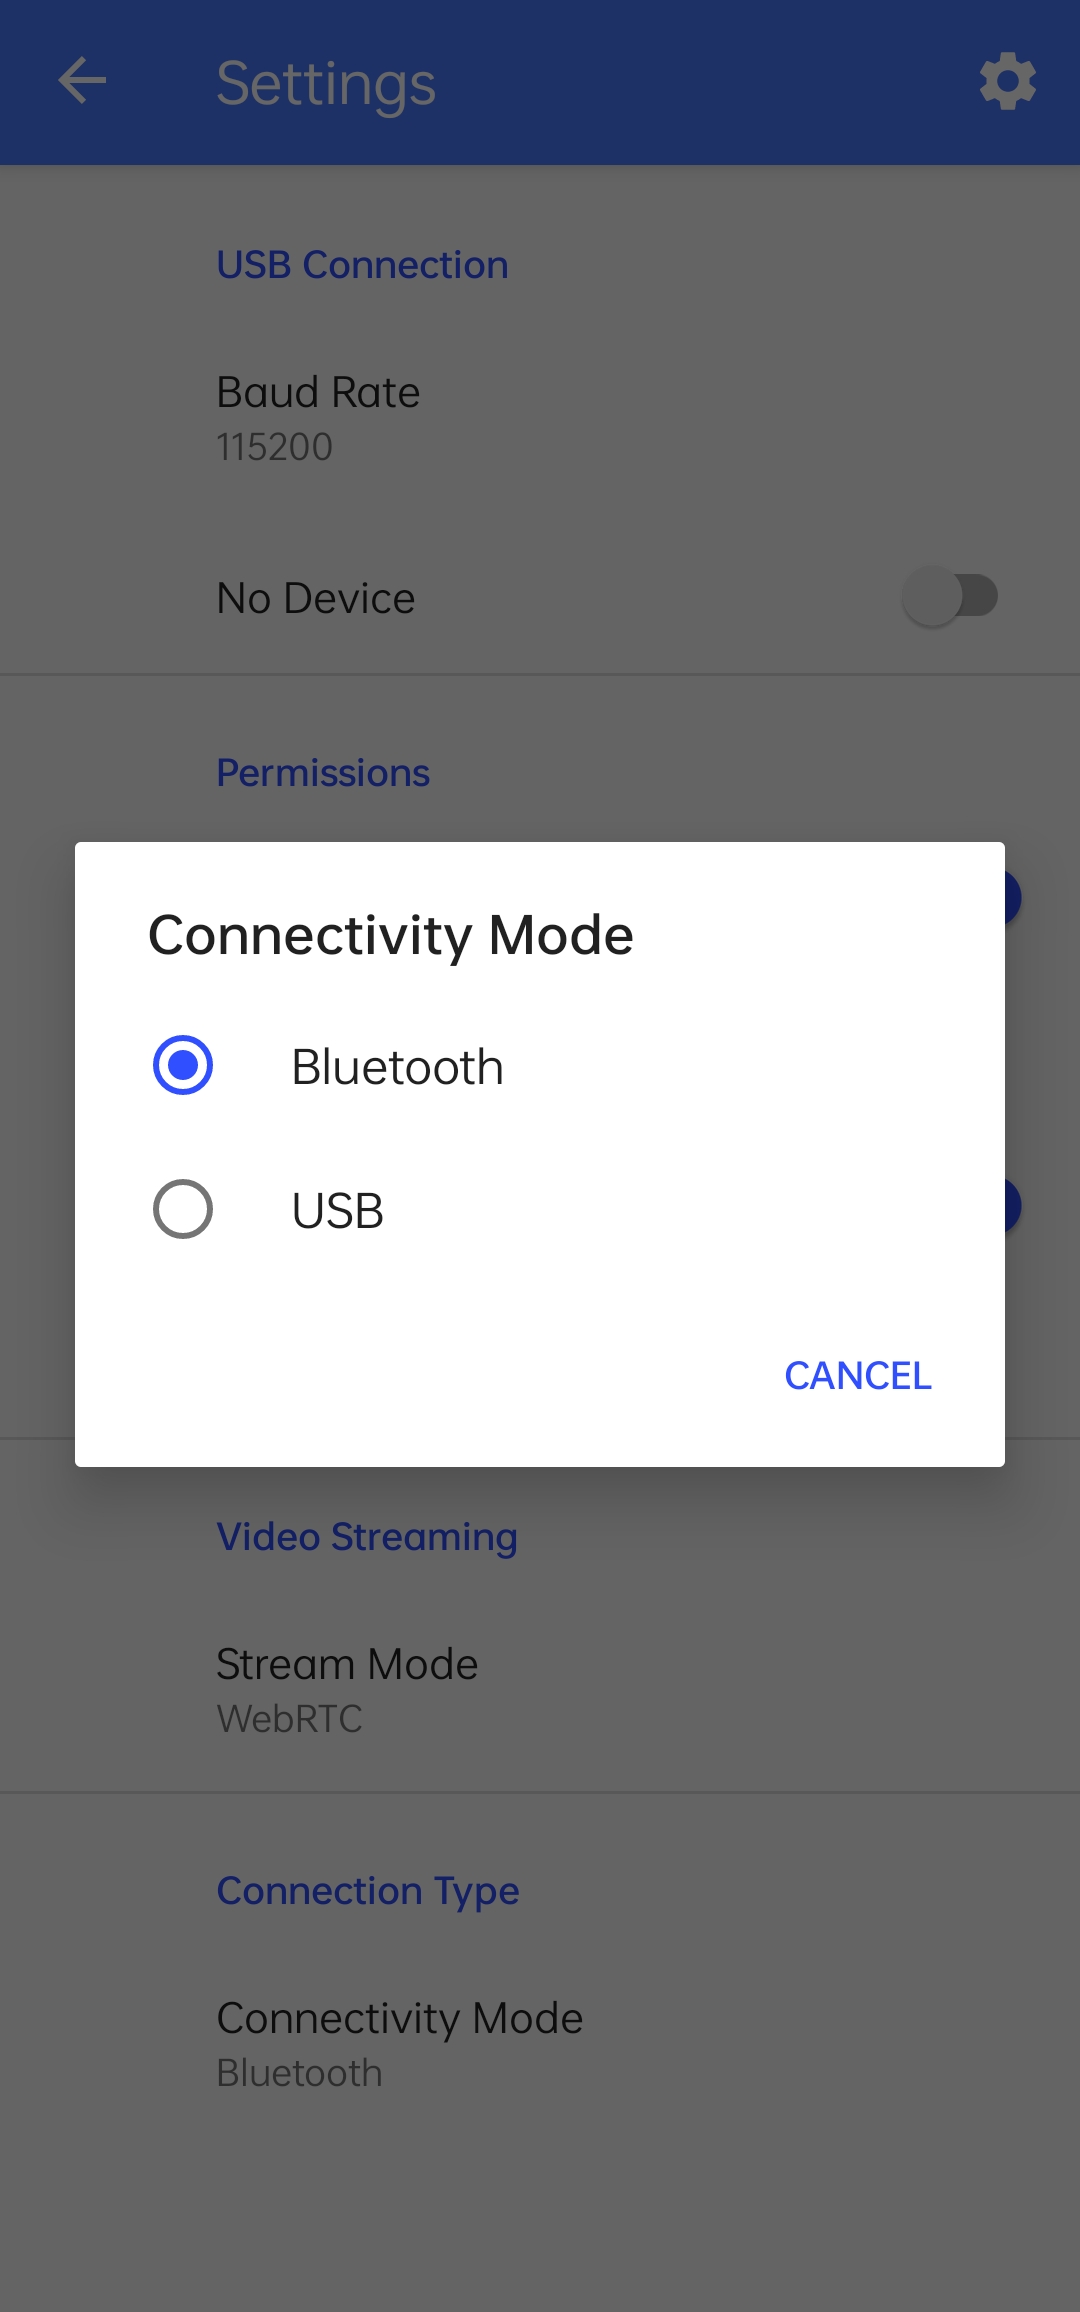 Settings
USB Connection
Baud Rate
115200
No Device
Permissions
Connectivity Mode
Bluetooth
USB
CANCEL
Video Streaming
Stream Mode
WebRTC
Connection Type
Connectivity Mode
Bluetooth